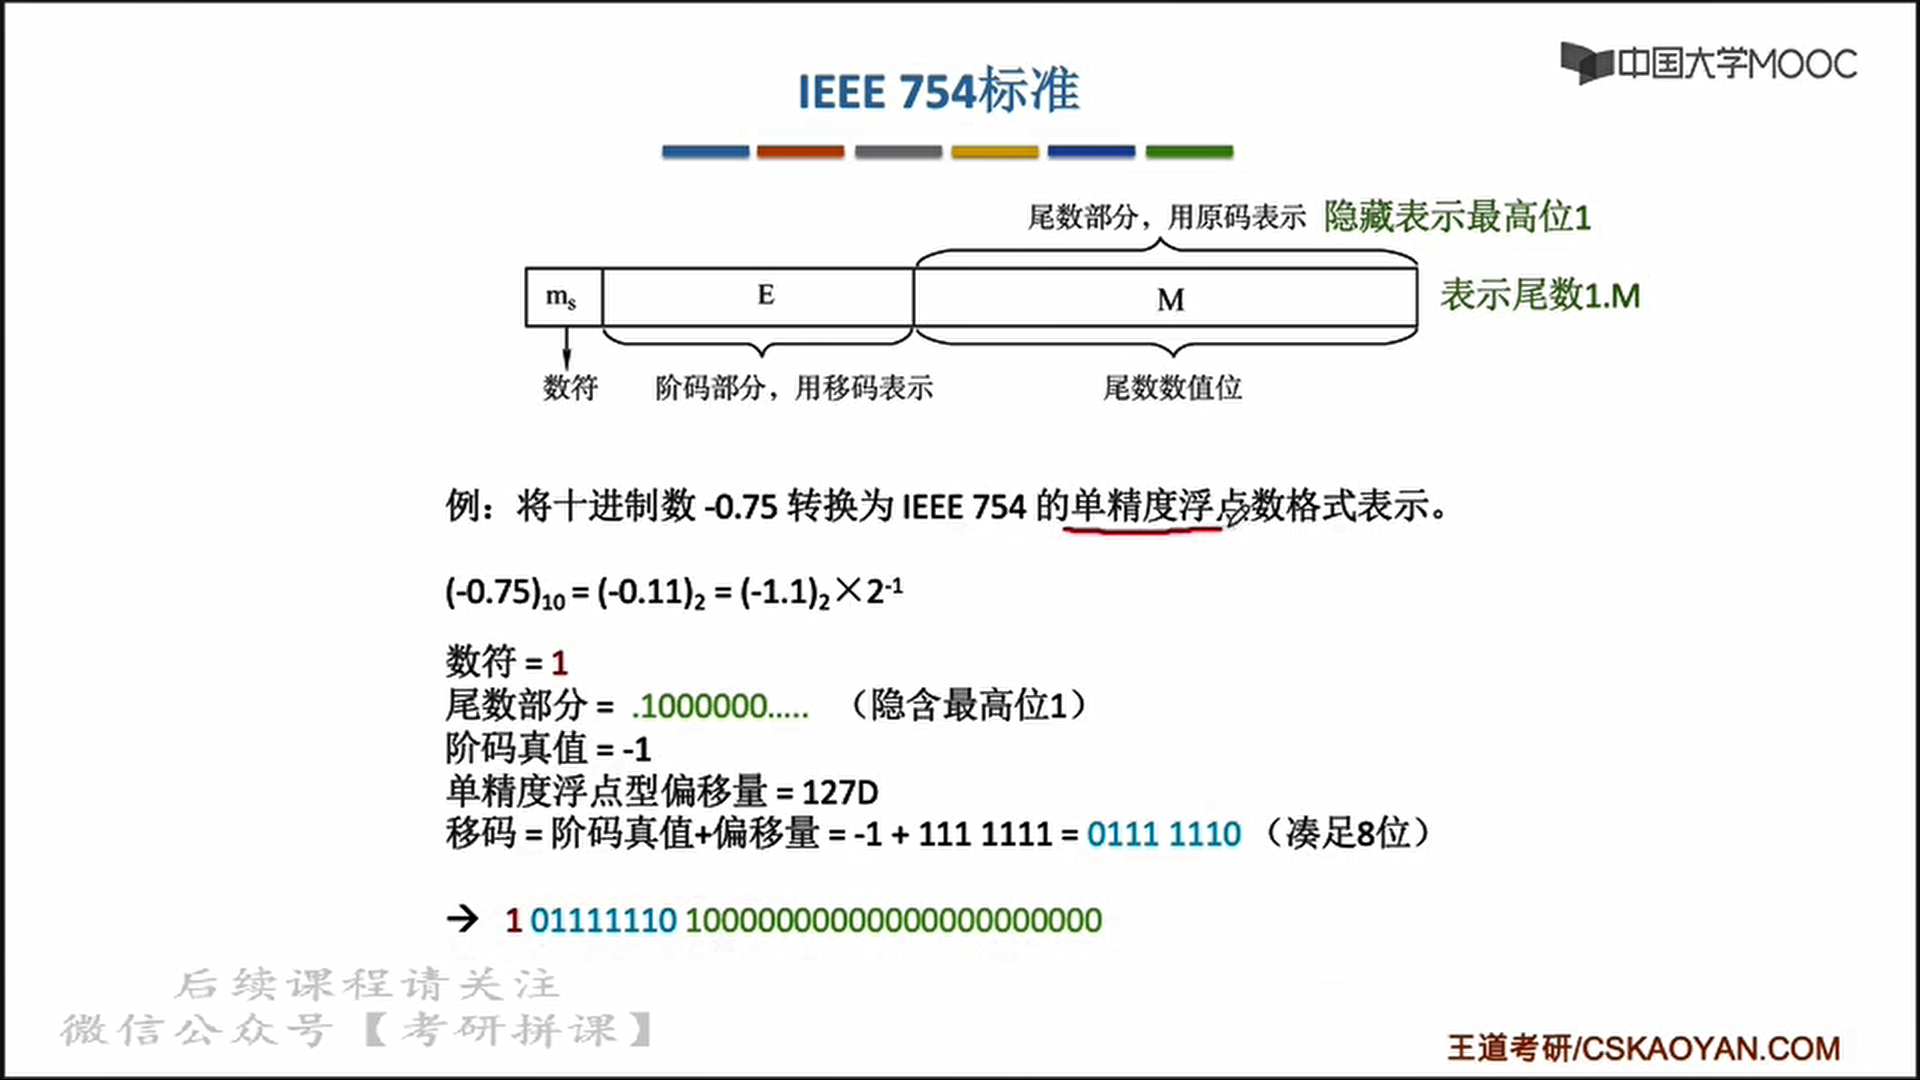 中国大学MOOC
IEEE 754标准
尾数部分，用原码表示 隐藏表示最高位1
ms E M 表示尾数1.M
数符 阶码部分，用移码表示 尾数数值位
例：将十进制数 -0.75 转换为 IEEE 754 的单精度浮点数格式表示。
(-0.75)10 = (-0.11)2 = (-1.1)2×2-1
数符 = 1
尾数部分 = .1000000..... （隐含最高位1）
阶码真值 = -1
单精度浮点型偏移量 = 127D
移码 = 阶码真值+偏移量 = -1 + 111 1111 = 0111 1110 （凑足8位）
→ 1 01111110 10000000000000000000000
后续课程请关注
微信公众号【考研拼课】
王道考研/CSKAOYAN.COM